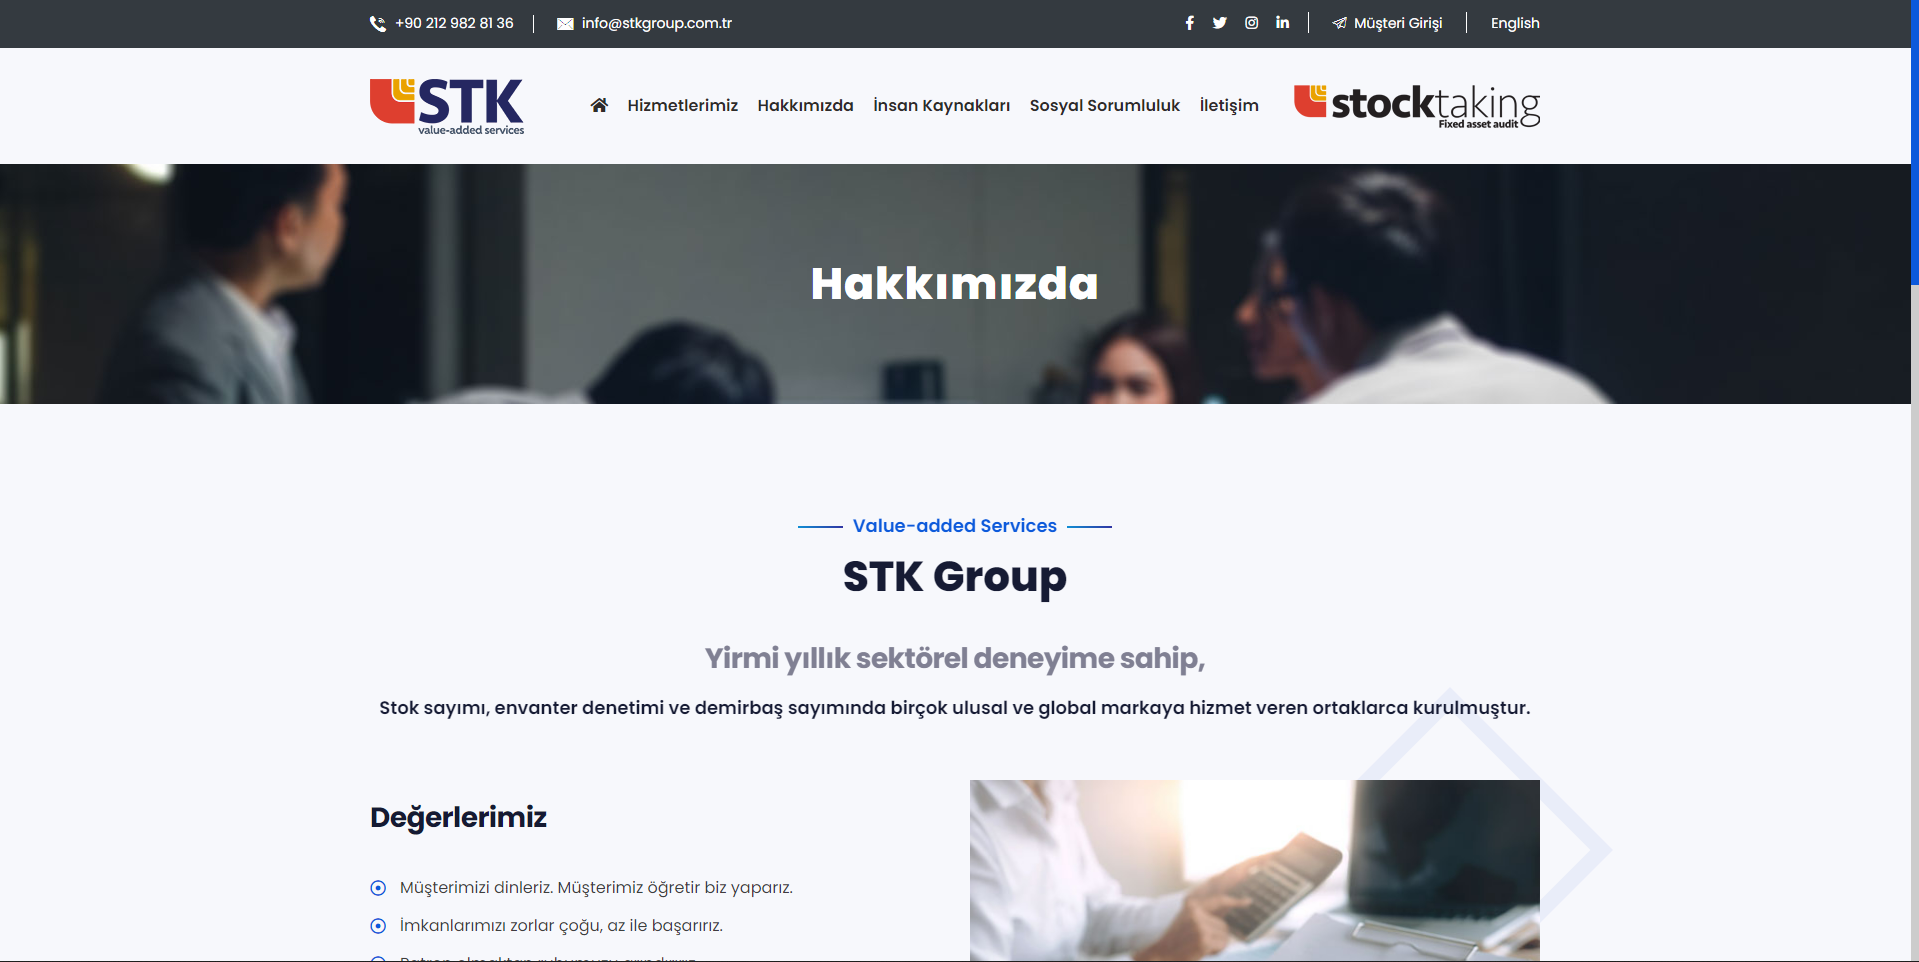 +90 212 982 81 36
info@stkgroup.com.tr
Müşteri Girişi
English
STK
value-added services
Hizmetlerimiz
Hakkımızda
İnsan Kaynakları
Sosyal Sorumluluk
İletişim
stocktaking
Fixed asset audit
Hakkımızda
Value-added Services
STK Group
Yirmi yıllık sektörel deneyime sahip,
Stok sayımı, envanter denetimi ve demirbaş sayımında birçok ulusal ve global markaya hizmet veren ortaklarca kurulmuştur.
Değerlerimiz
Müşterimizi dinleriz. Müşterimiz öğretir biz yaparız.
İmkanlarımızı zorlar çoğu, az ile başarırız.